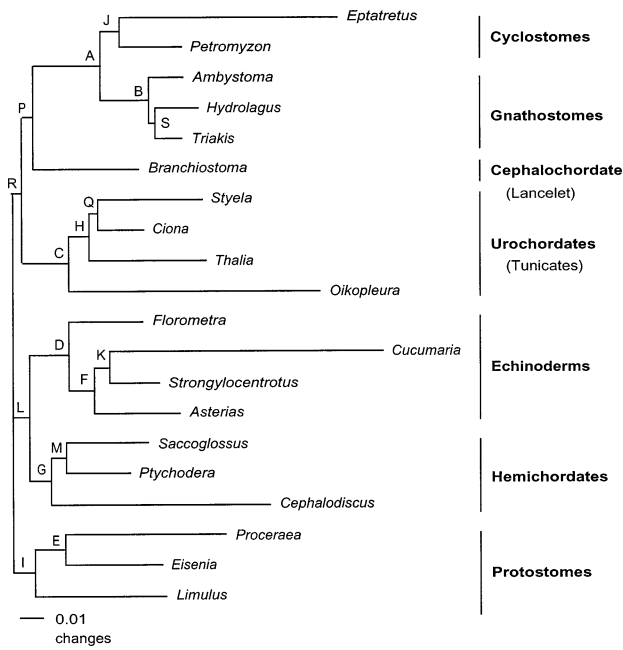 J
Eptatretus
Cyclostomes
A
Petromyzon
Ambystoma
B
Hydrolagus
Gnathostomes
P
S
Triakis
Branchiostoma
Cephalochordate
(Lancelet)
R
Q
Styela
H
Ciona
Urochordates
(Tunicates)
C
Thalia
Oikopleura
Florometra
D
K
Cucumaria
Echinoderms
F
Strongylocentrotus
L
Asterias
M
Saccoglossus
G
Ptychodera
Hemichordates
Cephalodiscus
Proceraea
E
I
Eisenia
Protostomes
Limulus
0.01
changes